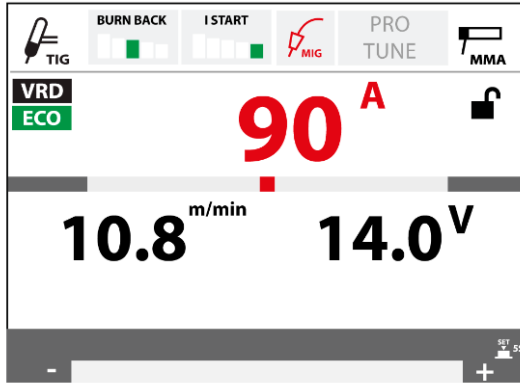 BURN BACK
I START
PRO
TUNE
TIG
MIG
MMA
VRD
ECO
90 A
10.8 m/min
14.0 V
SET
- +